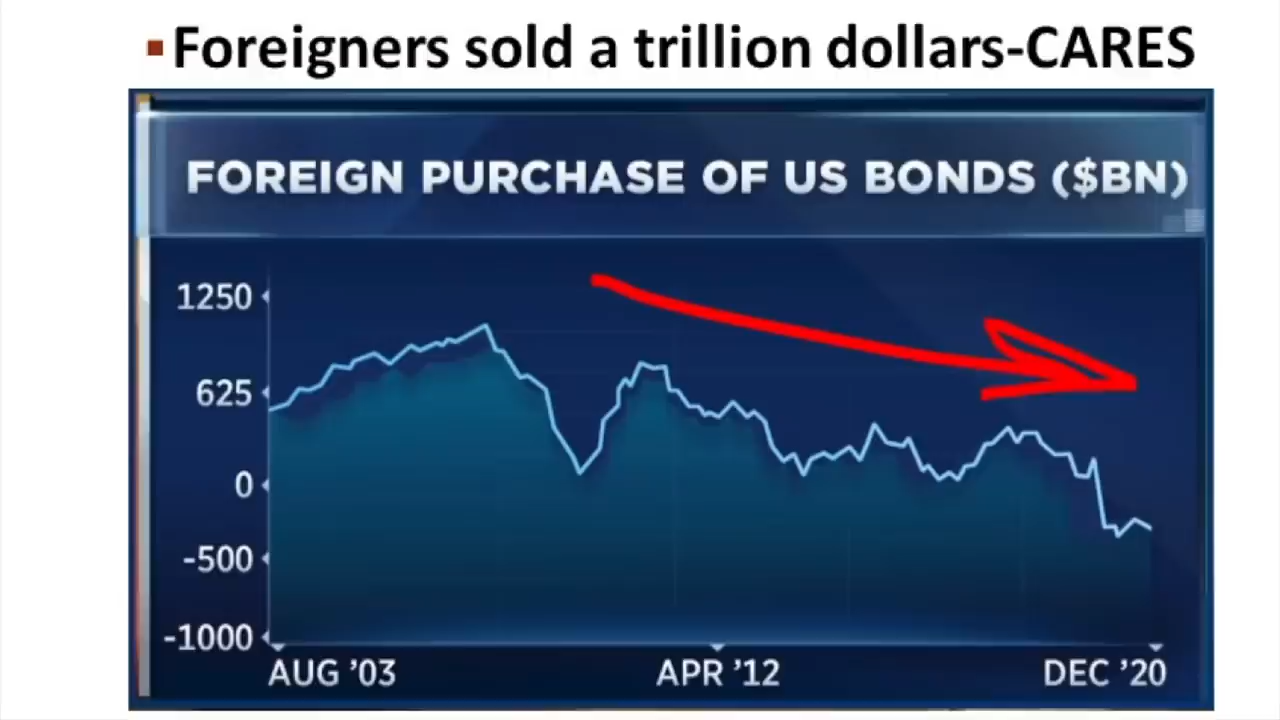 ▪Foreigners sold a trillion dollars-CARES
FOREIGN PURCHASE OF US BONDS ($BN)
1250
625
0
-500
-1000
AUG ’03 APR ’12 DEC ’20